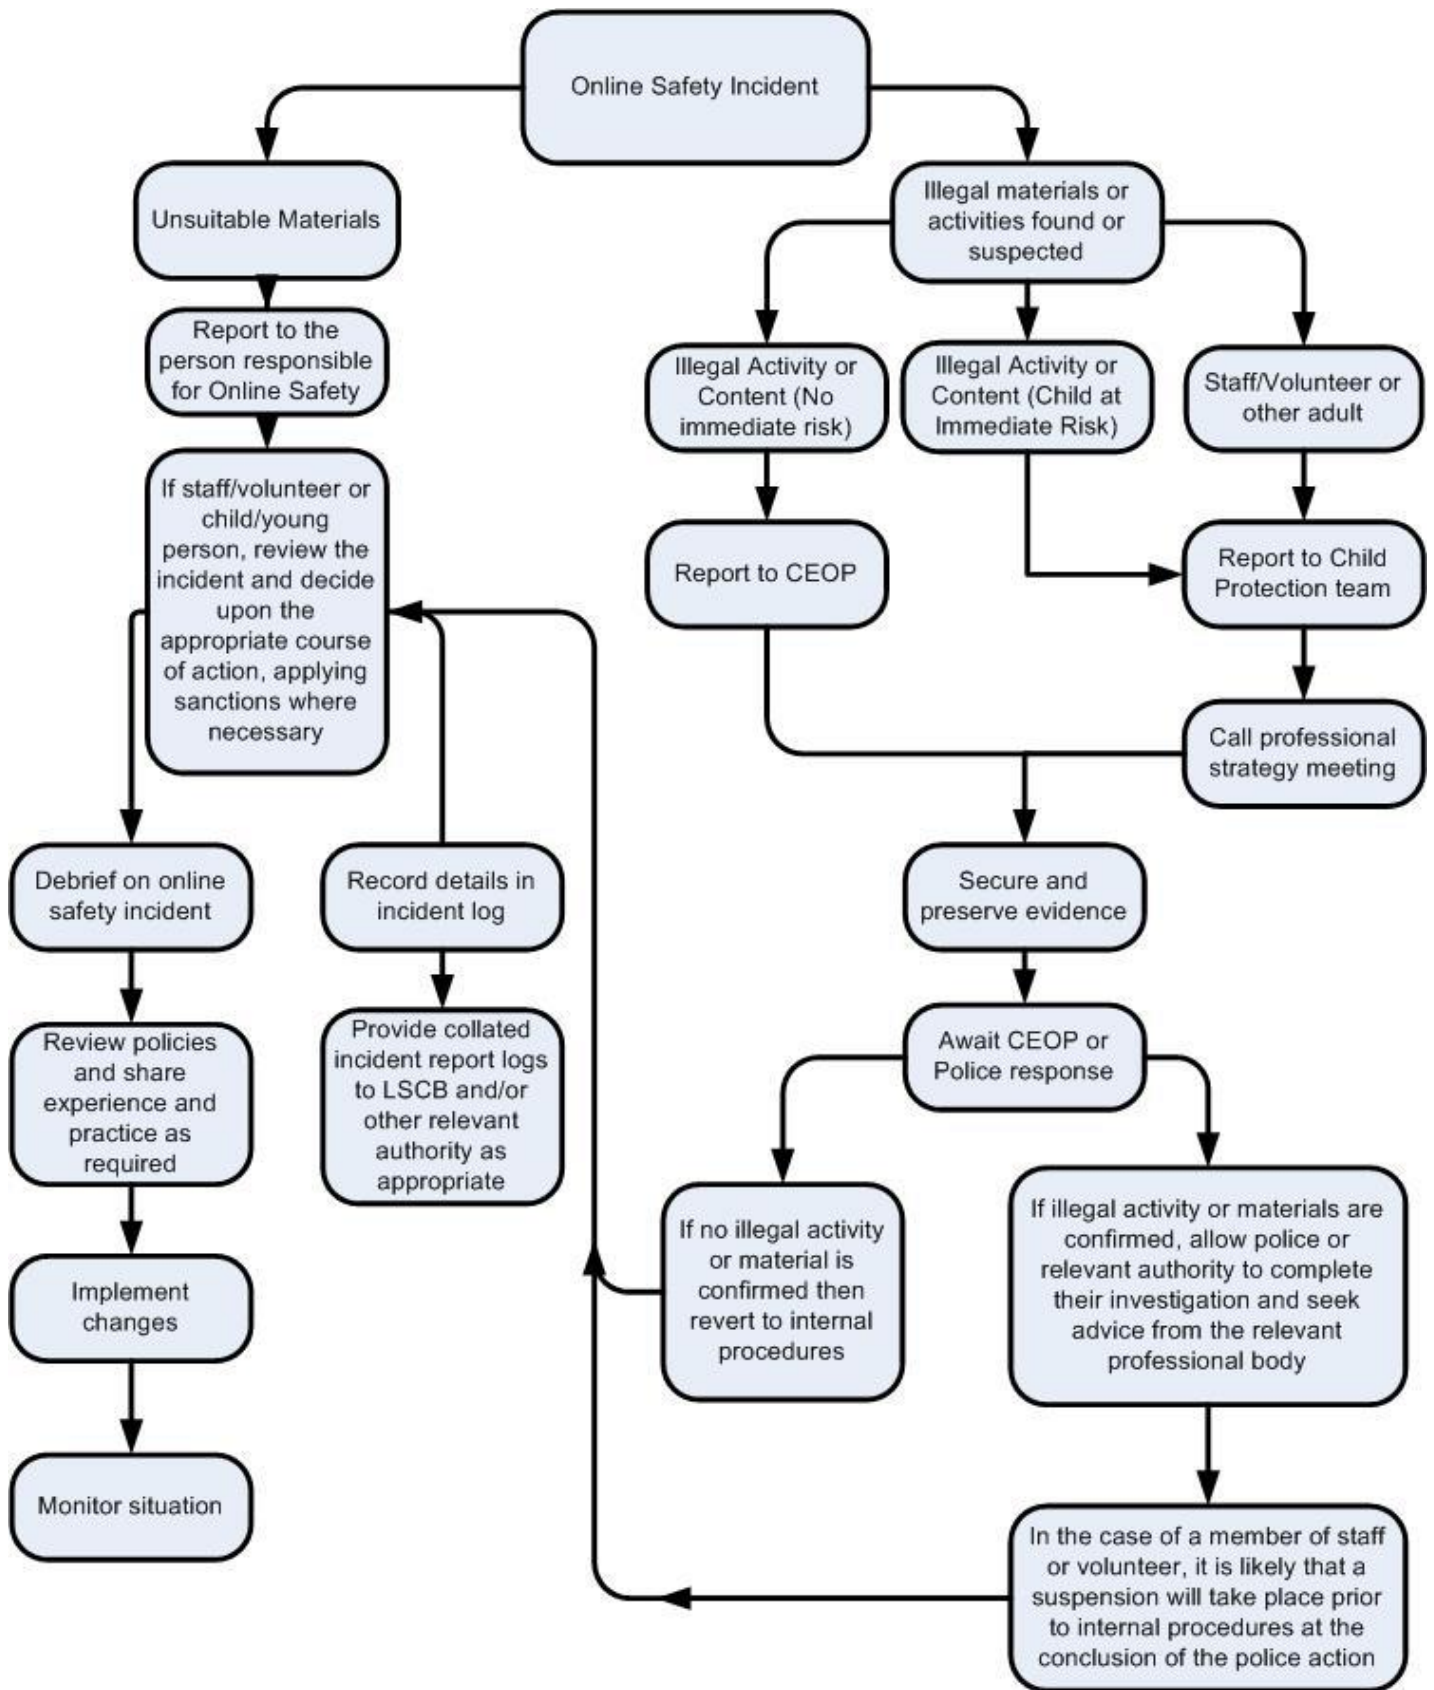 Online Safety Incident
Unsuitable Materials
Illegal materials or
activities found or
suspected
Report to the
person responsible
for Online Safety
Illegal Activity or
Content (No
immediate risk)
Illegal Activity or
Content (Child at
Immediate Risk)
Staff/Volunteer or
other adult
If staff/volunteer or
child/young
person, review the
incident and decide
upon the
appropriate course
of action, applying
sanctions where
necessary
Report to CEOP
Report to Child
Protection team
Call professional
strategy meeting
Debrief on online
safety incident
Record details in
incident log
Secure and
preserve evidence
Review policies
and share
experience and
practice as
required
Provide collated
incident report logs
to LSCB and/or
other relevant
authority as
appropriate
Await CEOP or
Police response
If no illegal activity
or material is
confirmed then
revert to internal
procedures
If illegal activity or materials are
confirmed, allow police or
relevant authority to complete
their investigation and seek
advice from the relevant
professional body
Implement
changes
Monitor situation
In the case of a member of staff
or volunteer, it is likely that a
suspension will take place prior
to internal procedures at the
conclusion of the police action